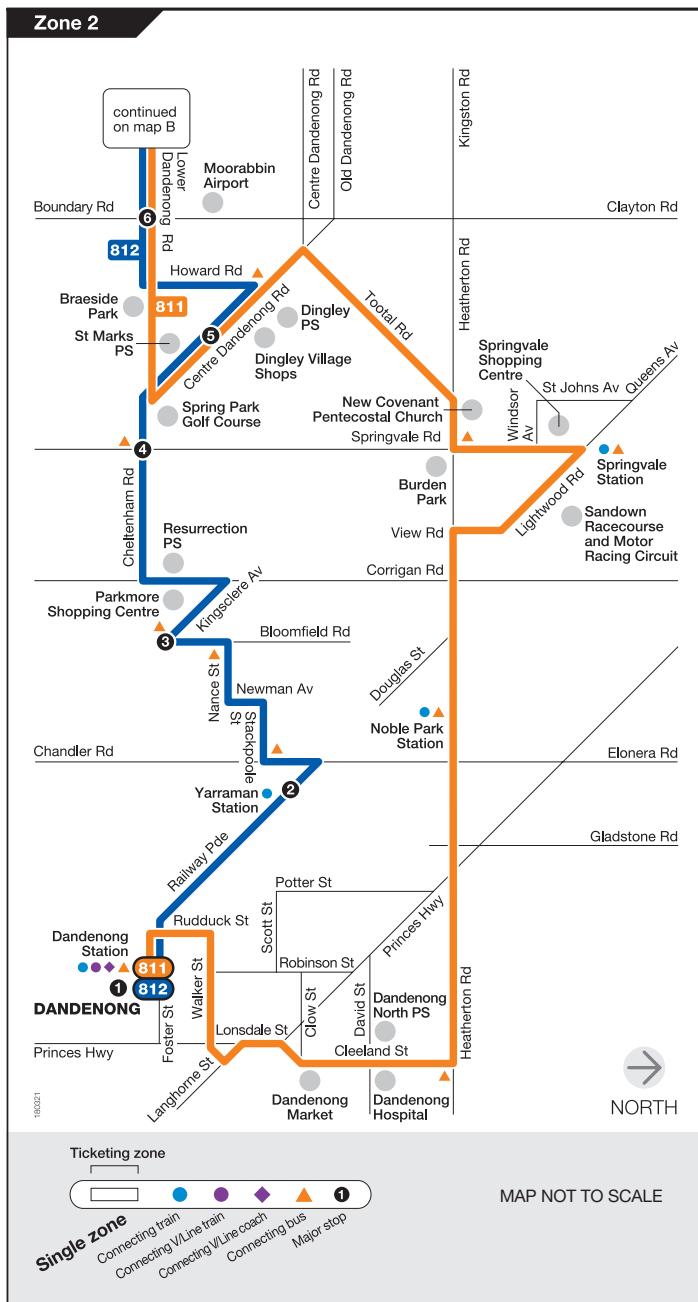 Zone 2
continued
on map B
Centre Dandenong Rd
Old Dandenong Rd
Kingston Rd
Lower
Dandenong Rd
Moorabbin
Airport
Boundary Rd
Clayton Rd
6
812
Howard Rd
Heatherton Rd
Braeside
Park
811
St Marks
PS
5
Centre Dandenong Rd
Dingley
PS
Dingley Village
Shops
Tootal Rd
Springvale
Shopping
Centre
St Johns Av
Queens Av
Windsor
Av
New Covenant
Pentecostal Church
Spring Park
Golf Course
Springvale Rd
4
Springvale
Station
Burden
Park
Lightwood Rd
Cheltenham Rd
Sandown
Racecourse
and Motor
Racing Circuit
View Rd
Resurrection
PS
Corrigan Rd
Kingsclere Av
Parkmore
Shopping Centre
3
Bloomfield Rd
Nance St
Newman Av
Douglas St
Stackpoole
St
Noble Park
Station
Chandler Rd
Elonera Rd
Yarraman
Station
2
Gladstone Rd
Railway Pde
Potter St
Princes Hwy
Scott St
Rudduck St
Dandenong
Station
811
Robinson St
1
812
DANDENONG
Walker St
Clow St
David St
Dandenong
North PS
Heatherton Rd
Foster St
Lonsdale St
Princes Hwy
Cleeland St
Langhorne St
Dandenong
Market
Dandenong
Hospital
NORTH
180321
Ticketing zone
1
Single zone
Connecting train
Connecting V/Line train
Connecting V/Line coach
Connecting bus
Major stop
MAP NOT TO SCALE